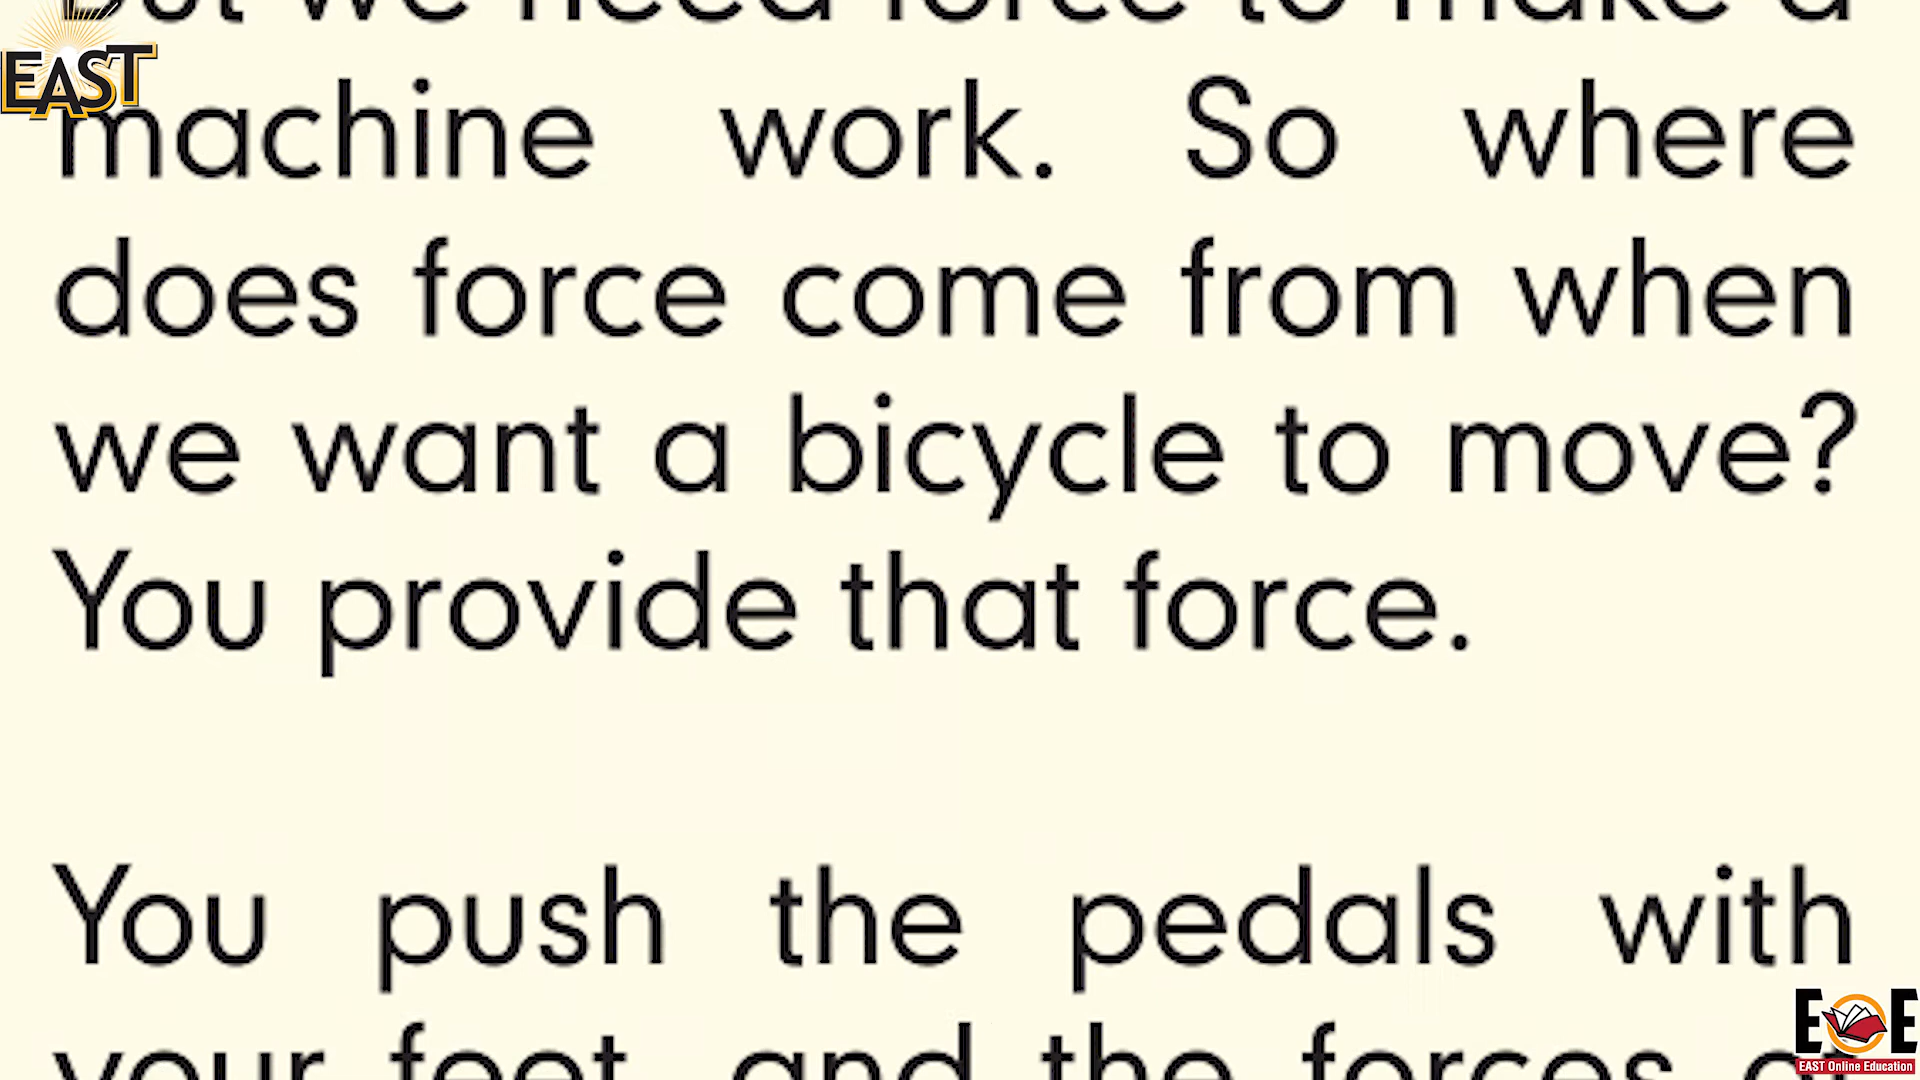 But we need force to make a
EAST
machine work. So where
does force come from when
we want a bicycle to move?
You provide that force.
You push the pedals with
your feet, and the forces
EOE
EAST Online Education